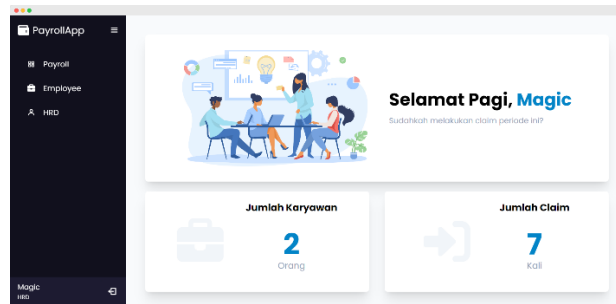 PayrollApp
Payroll
Employee
HRD
Magic
HRD
Selamat Pagi, Magic
Sudahkah melakukan claim periode ini?
Jumlah Karyawan
2
Orang
Jumlah Claim
7
Kali